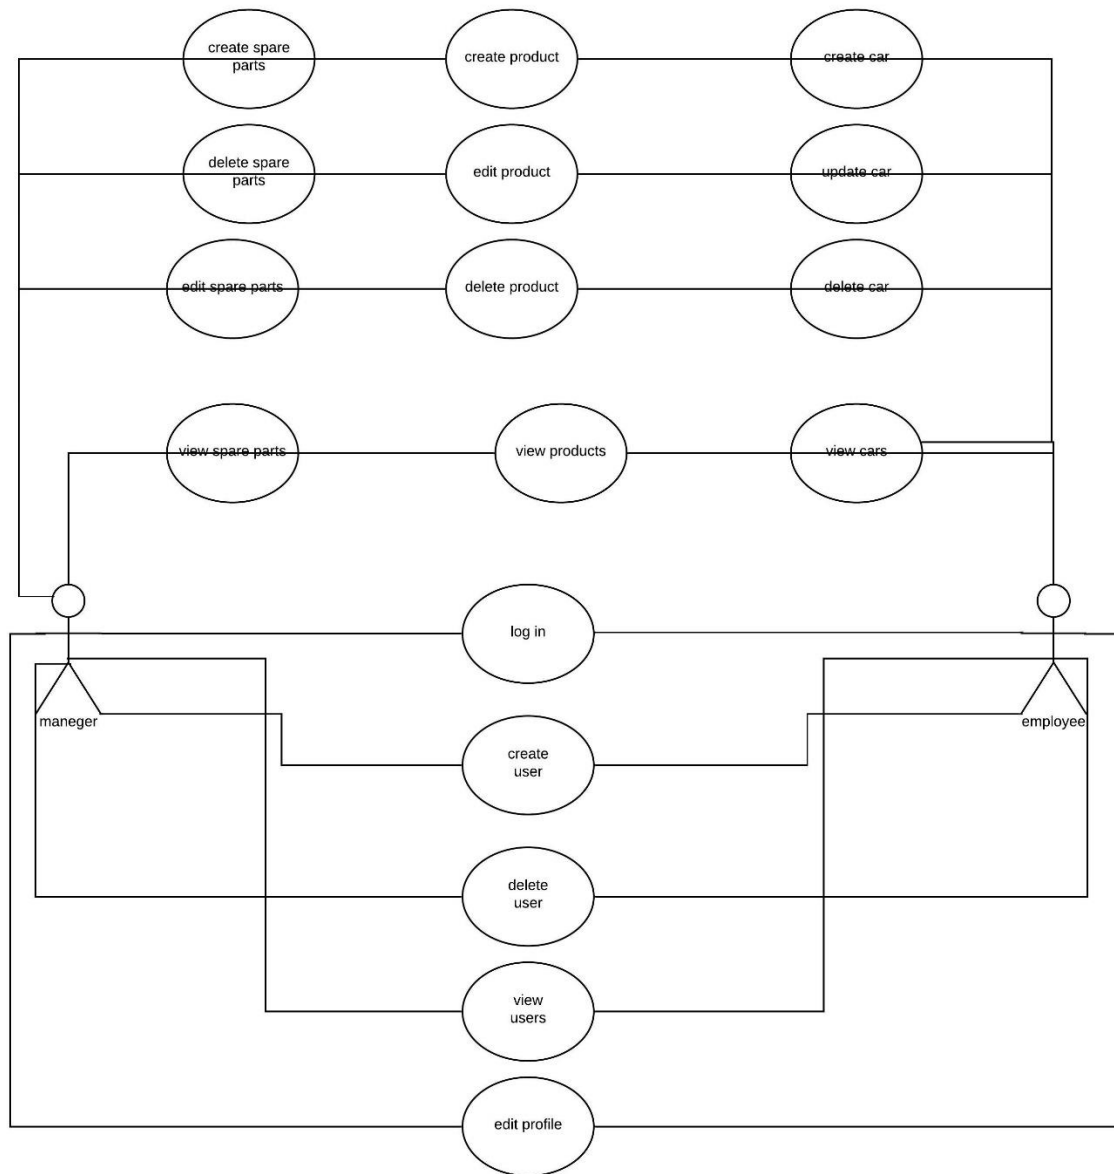 create spare
parts
create product
create car
delete spare
parts
edit product
update car
edit spare parts
delete product
delete car
view spare parts
view products
view cars
log in
maneger
employee
create
user
delete
user
view
users
edit profile